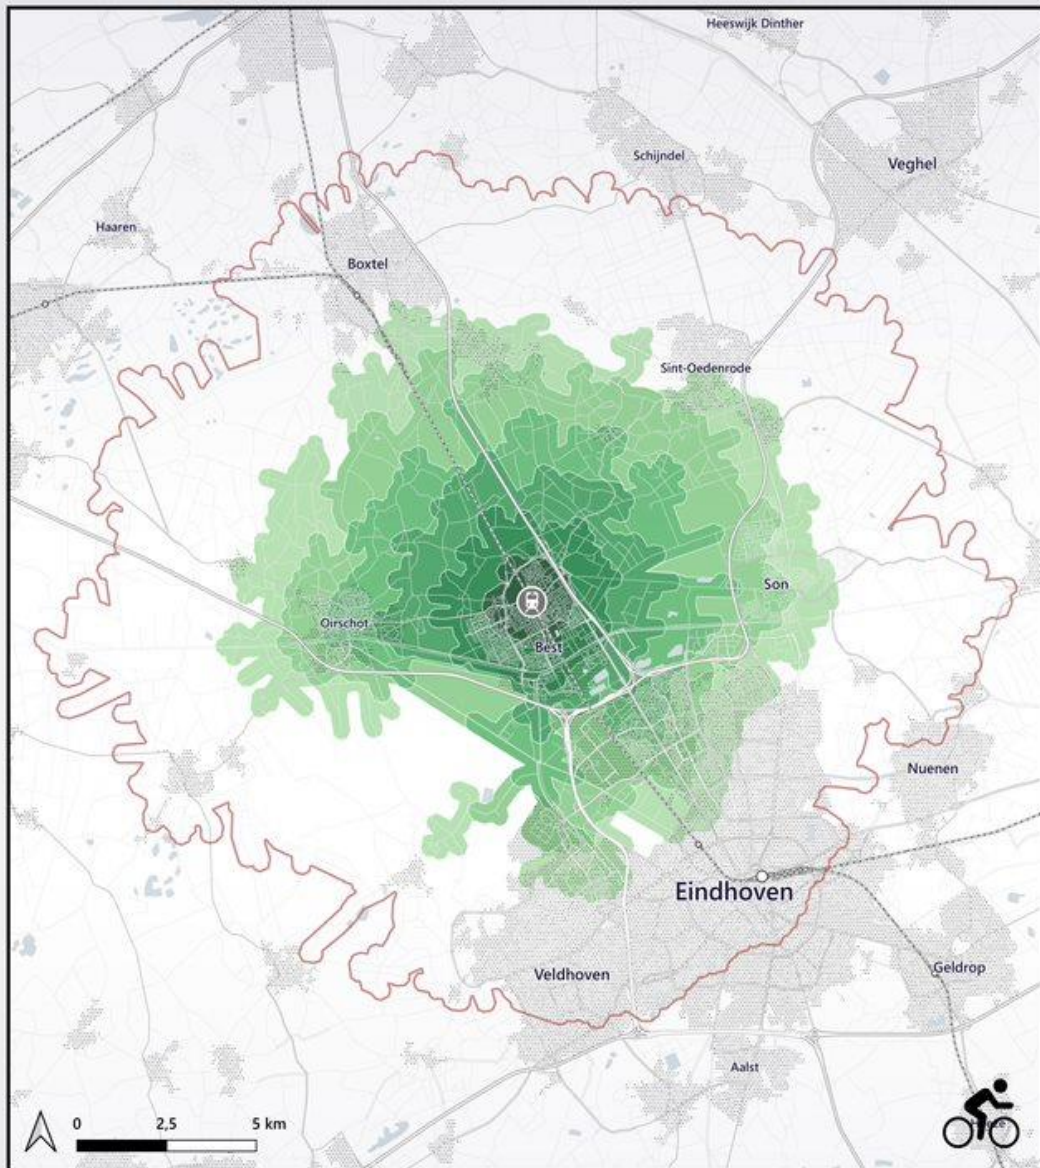 Heeswijk Dinther
Schijndel
Veghel
Haaren
Boxtel
Sint-Oedenrode
Son
Oirschot
Best
Nuenen
Eindhoven
Veldhoven
Geldrop
Aalst
0 2,5 5 km